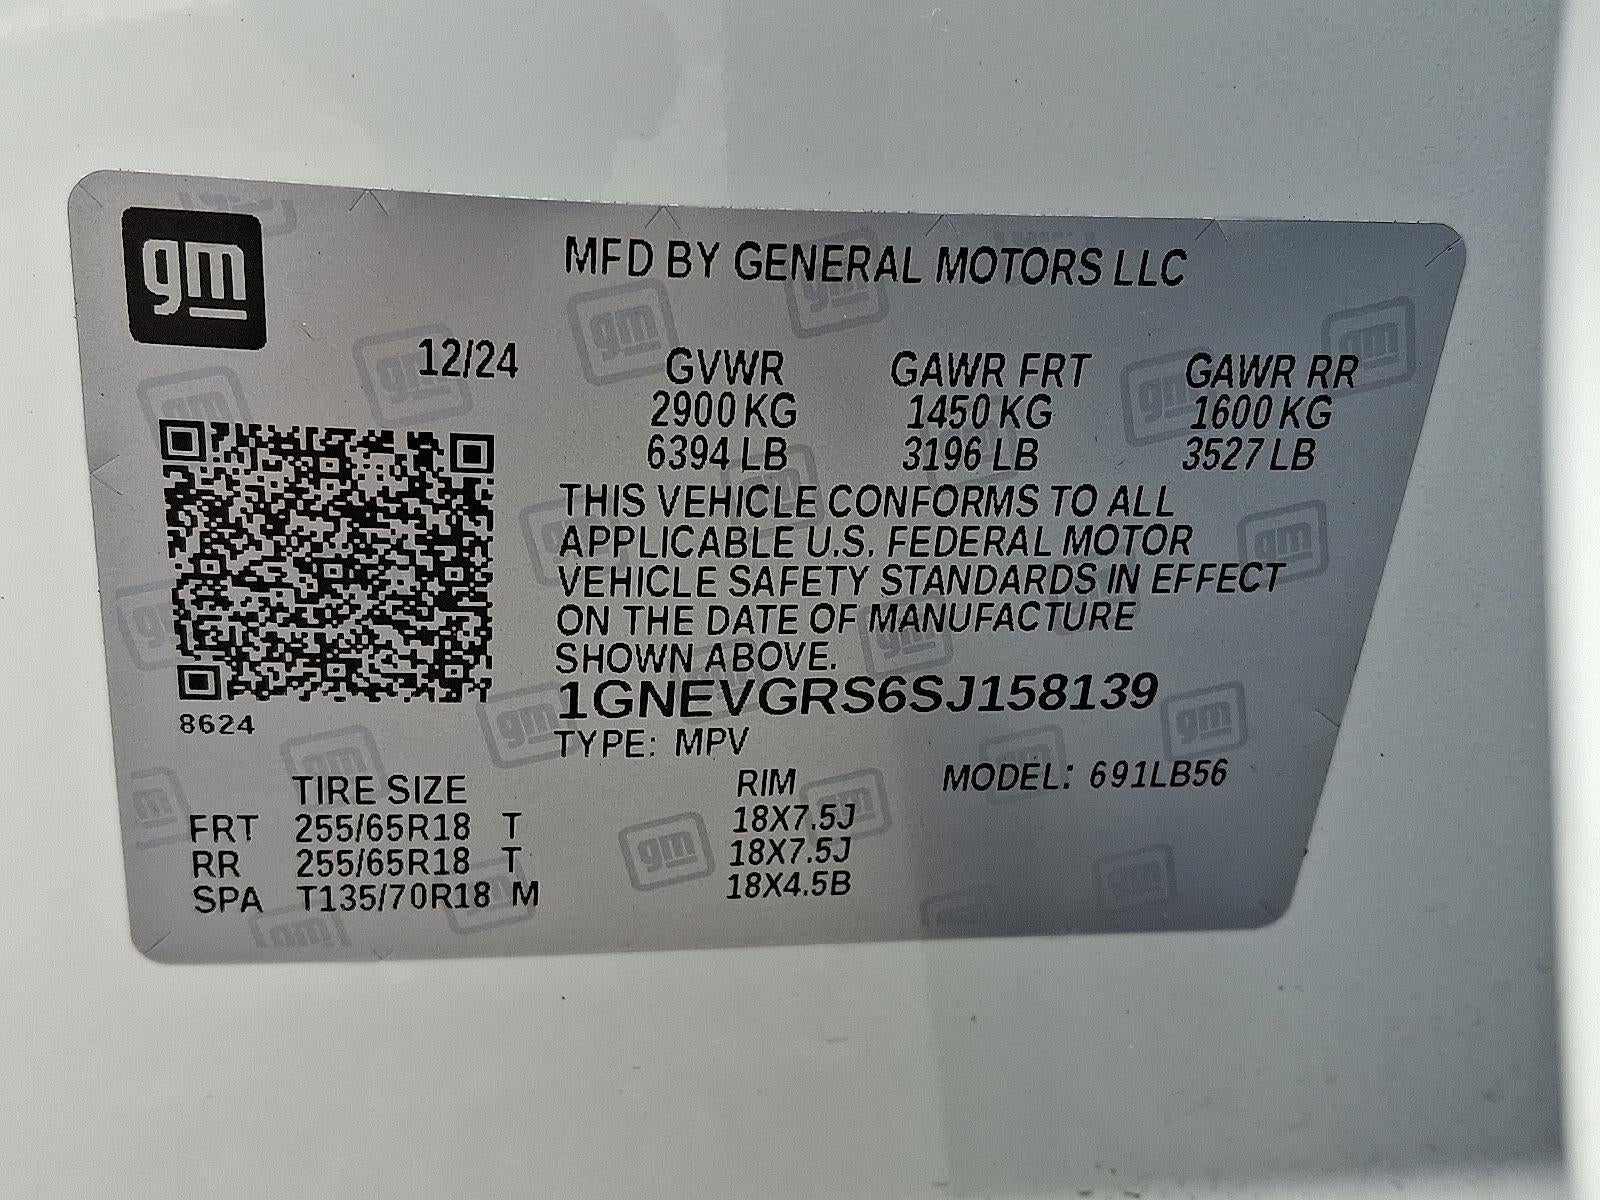 gm
MFD BY GENERAL MOTORS LLC
12/24 GVWR GAWR FRT GAWR RR
2900 KG 1450 KG 1600 KG
6394 LB 3196 LB 3527 LB
THIS VEHICLE CONFORMS TO ALL
APPLICABLE U.S. FEDERAL MOTOR
VEHICLE SAFETY STANDARDS IN EFFECT
ON THE DATE OF MANUFACTURE
SHOWN ABOVE.
1GNEVGRS6SJ158139
8624
TYPE: MPV
TIRE SIZE RIM MODEL: 691LB56
FRT 255/65R18 T 18X7.5J
RR 255/65R18 T 18X7.5J
SPA T135/70R18 M 18X4.5B